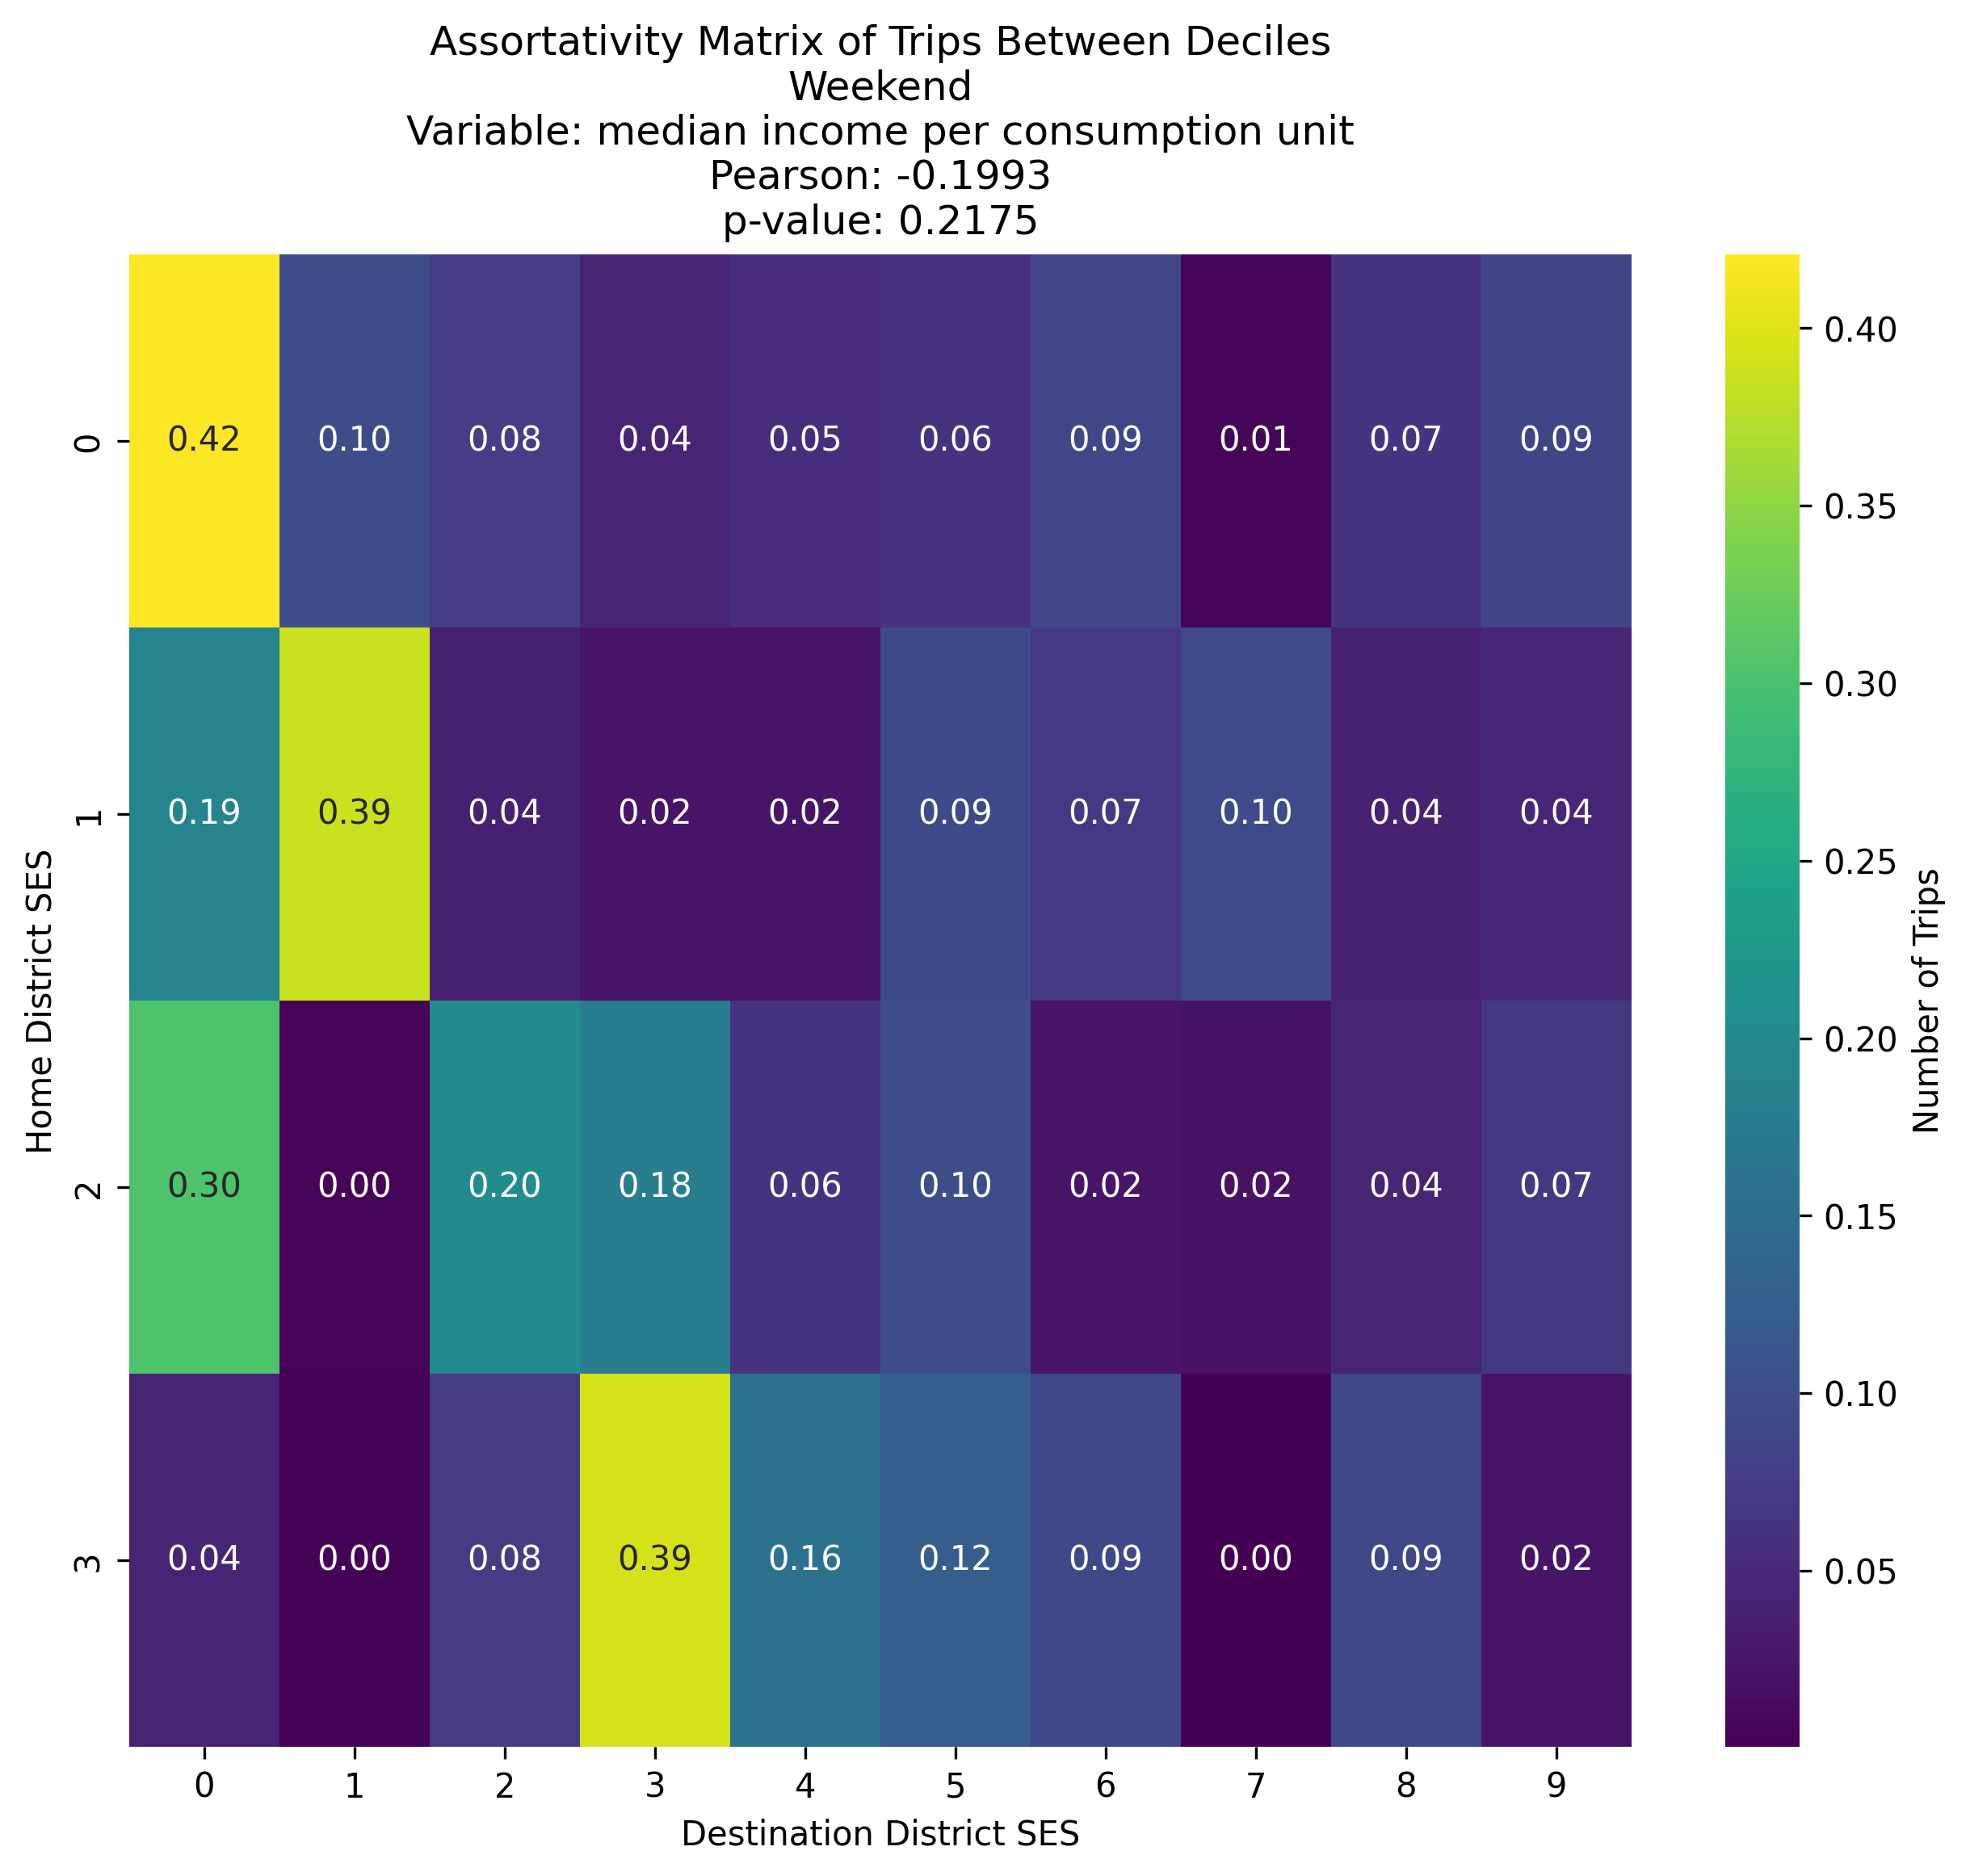 Assortativity Matrix of Trips Between Deciles
Weekend
Variable: median income per consumption unit
Pearson: -0.1993
p-value: 0.2175
0.42 0.10 0.08 0.04 0.05 0.06 0.09 0.01 0.07 0.09
0.19 0.39 0.04 0.02 0.02 0.09 0.07 0.10 0.04 0.04
0.30 0.00 0.20 0.18 0.06 0.10 0.02 0.02 0.04 0.07
0.04 0.00 0.08 0.39 0.16 0.12 0.09 0.00 0.09 0.02
0
1
2
3
Home District SES
0 1 2 3 4 5 6 7 8 9
Destination District SES
0.40
0.35
0.30
0.25
0.20
0.15
0.10
0.05
Number of Trips